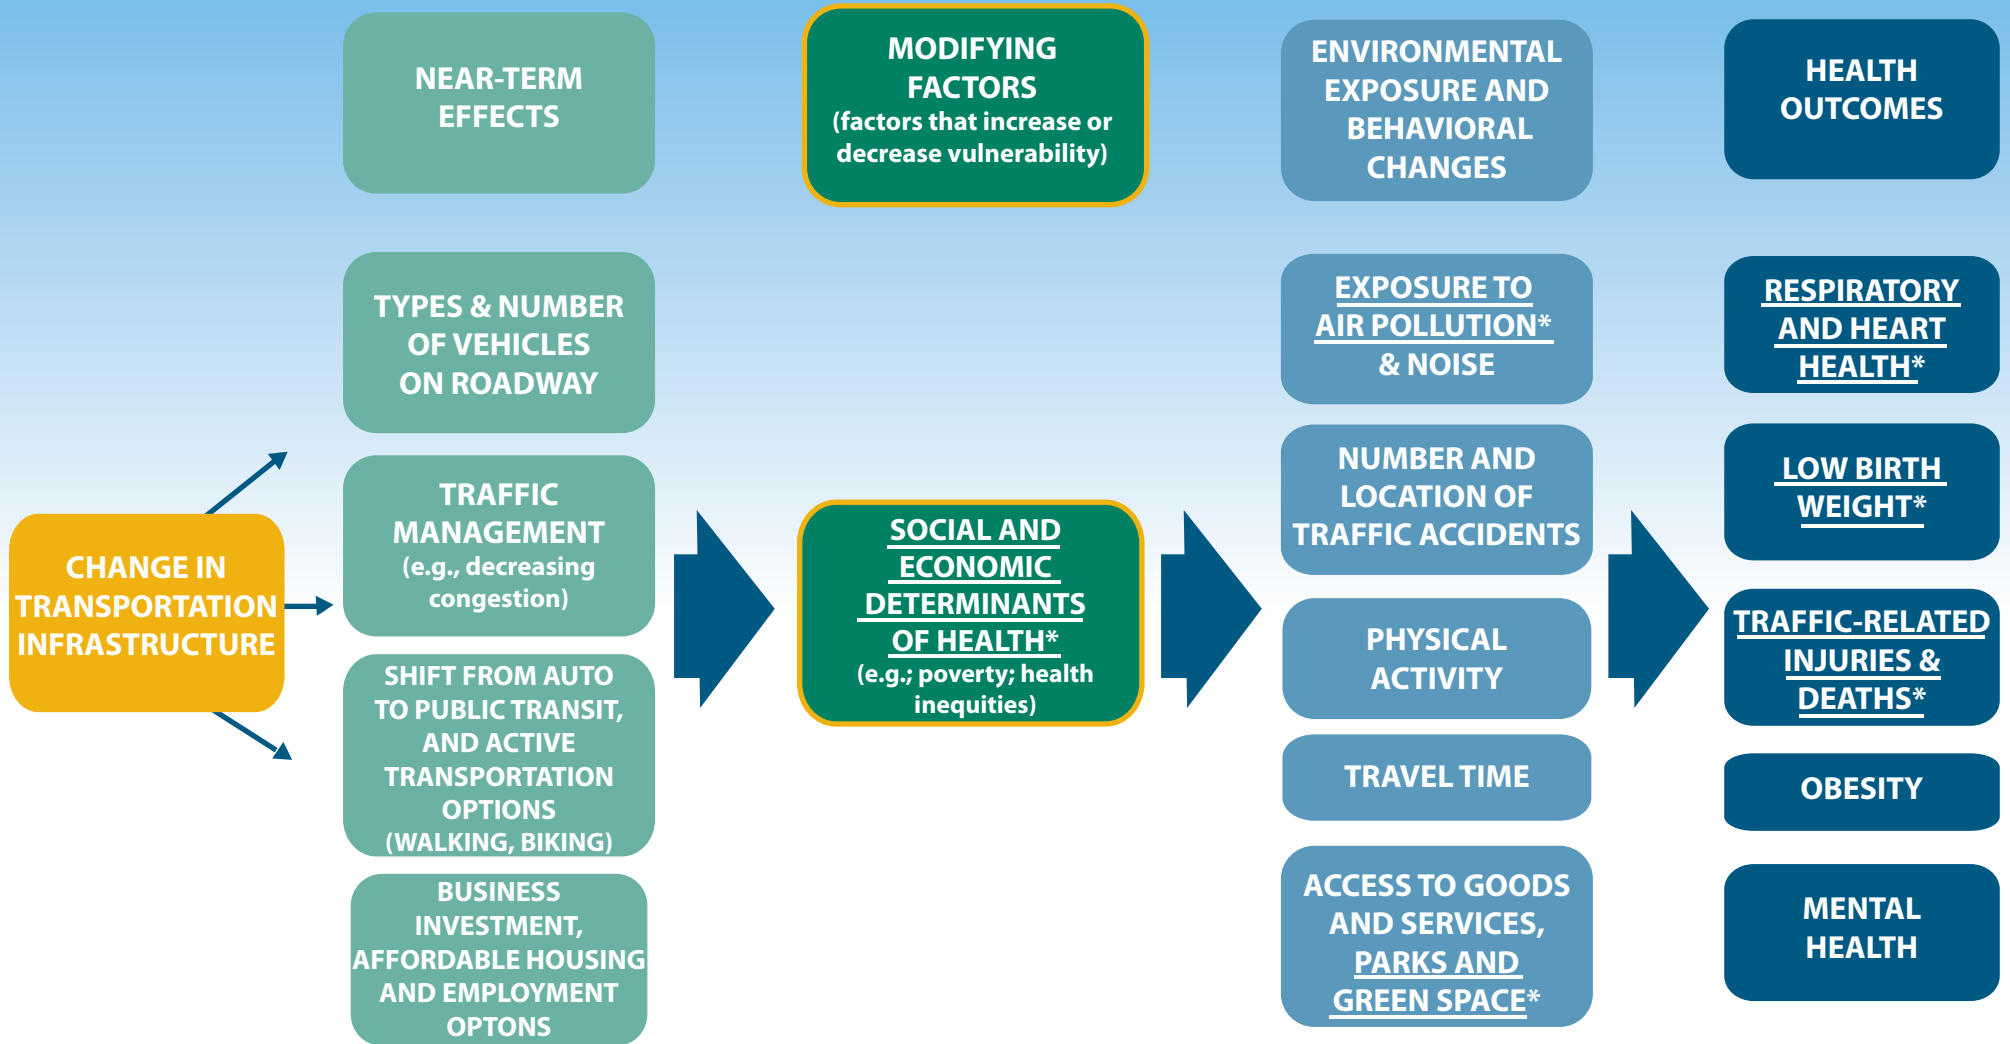 NEAR-TERM
EFFECTS
MODIFYING
FACTORS
(factors that increase or
decrease vulnerability)
ENVIRONMENTAL
EXPOSURE AND
BEHAVIORAL
CHANGES
HEALTH
OUTCOMES
CHANGE IN
TRANSPORTATION
INFRASTRUCTURE
TYPES & NUMBER
OF VEHICLES
ON ROADWAY
TRAFFIC
MANAGEMENT
(e.g., decreasing
congestion)
SHIFT FROM AUTO
TO PUBLIC TRANSIT,
AND ACTIVE
TRANSPORTATION
OPTIONS
(WALKING, BIKING)
BUSINESS
INVESTMENT,
AFFORDABLE HOUSING
AND EMPLOYMENT
OPTONS
SOCIAL AND
ECONOMIC
DETERMINANTS
OF HEALTH*
(e.g.; poverty; health
inequities)
EXPOSURE TO
AIR POLLUTION*
& NOISE
NUMBER AND
LOCATION OF
TRAFFIC ACCIDENTS
PHYSICAL
ACTIVITY
TRAVEL TIME
ACCESS TO GOODS
AND SERVICES,
PARKS AND
GREEN SPACE*
RESPIRATORY
AND HEART
HEALTH*
LOW BIRTH
WEIGHT*
TRAFFIC-RELATED
INJURIES &
DEATHS*
OBESITY
MENTAL
HEALTH